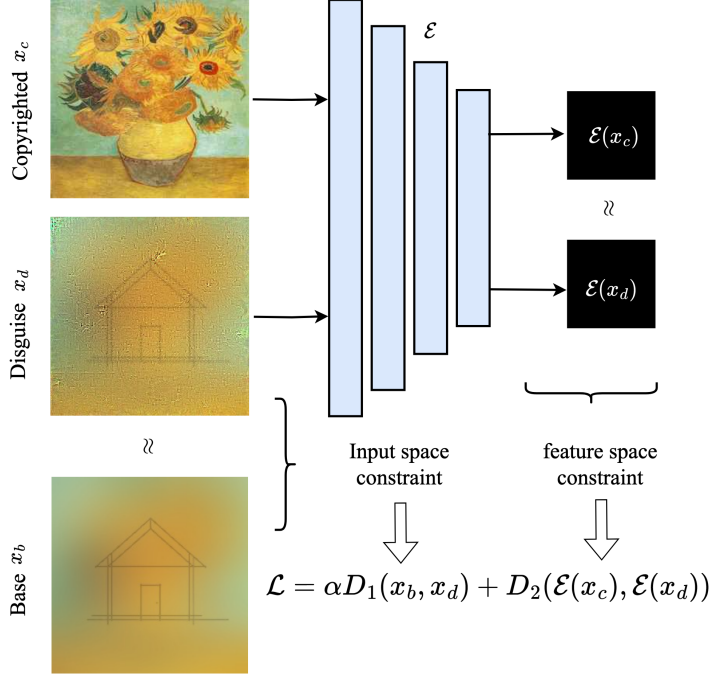 Copyrighted x_c
ℰ
ℰ(x_c)
≈
ℰ(x_d)
Disguise x_d
≈
Base x_b
Input space
constraint
feature space
constraint
ℒ = αD_1(x_b, x_d) + D_2(ℰ(x_c), ℰ(x_d))